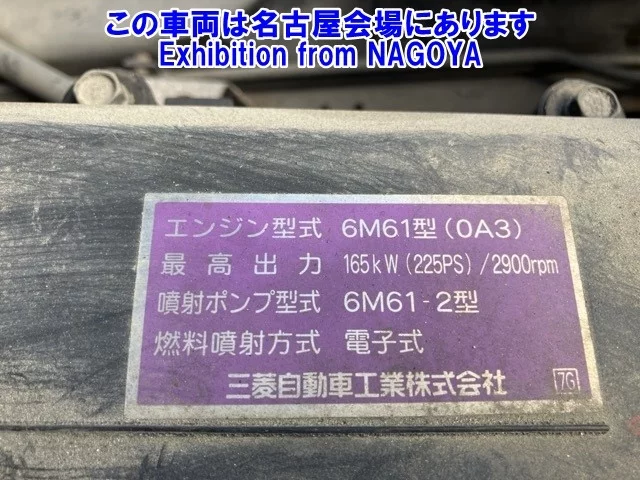 この車両は名古屋会場にあります
Exhibition from NAGOYA
エンジン型式 6M61型(0A3)
最高出力 165kW(225PS)/2900rpm
噴射ポンプ型式 6M61-2型
燃料噴射方式 電子式
三菱自動車工業株式会社 7G